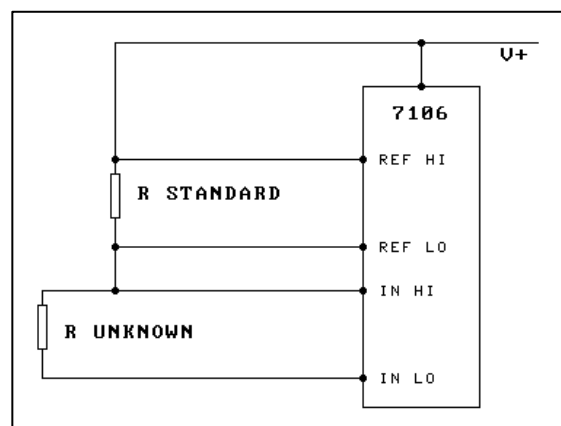 V+
7106
REF HI
R STANDARD
REF LO
IN HI
R UNKNOWN
IN LO